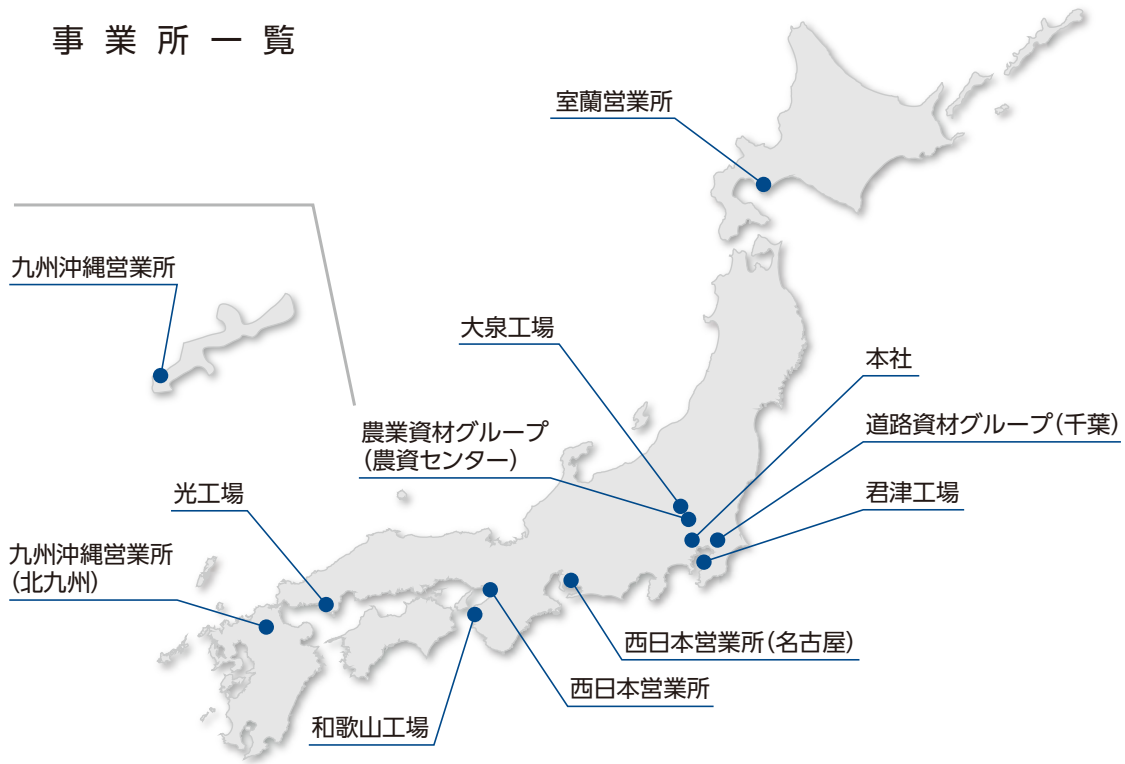 事業所一覧
室蘭営業所
九州沖縄営業所
大泉工場
本社
農業資材グループ
(農資センター)
道路資材グループ(千葉)
光工場
君津工場
九州沖縄営業所
(北九州)
西日本営業所(名古屋)
西日本営業所
和歌山工場